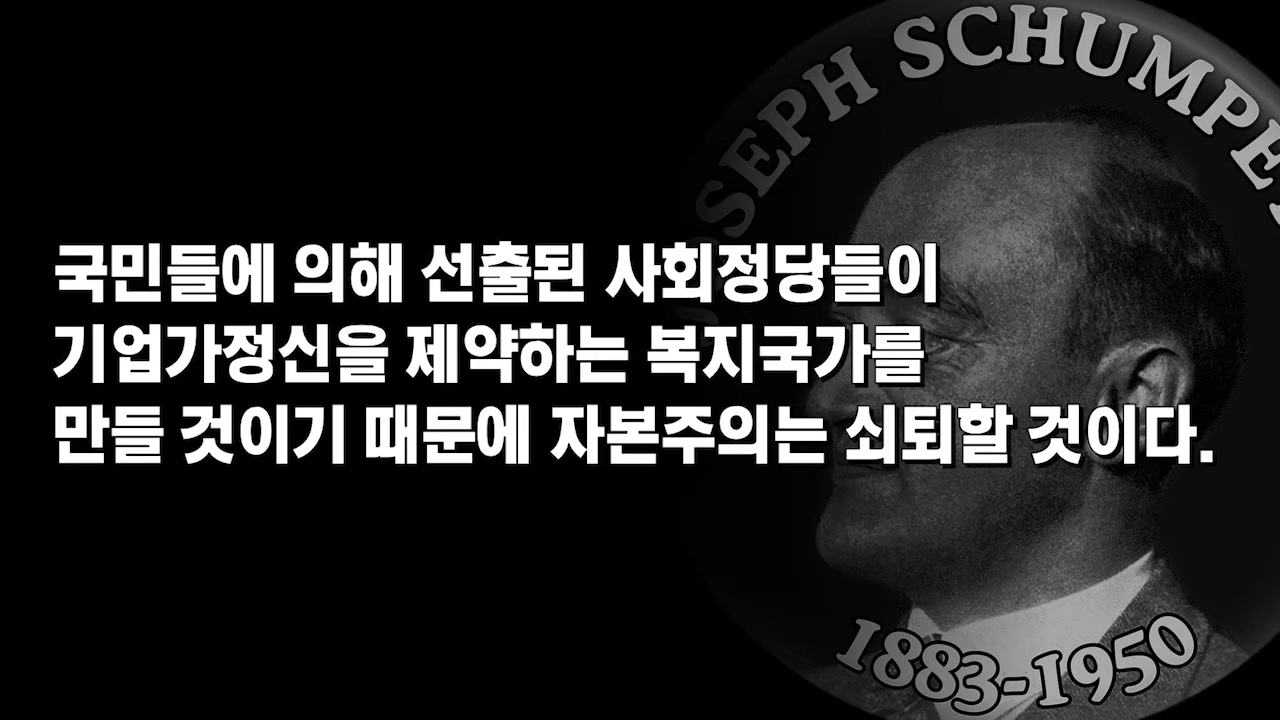 JOSEPH SCHUMPE
국민들에 의해 선출된 사회정당들이
기업가정신을 제약하는 복지국가를
만들 것이기 때문에 자본주의는 쇠퇴할 것이다.
1883-1950